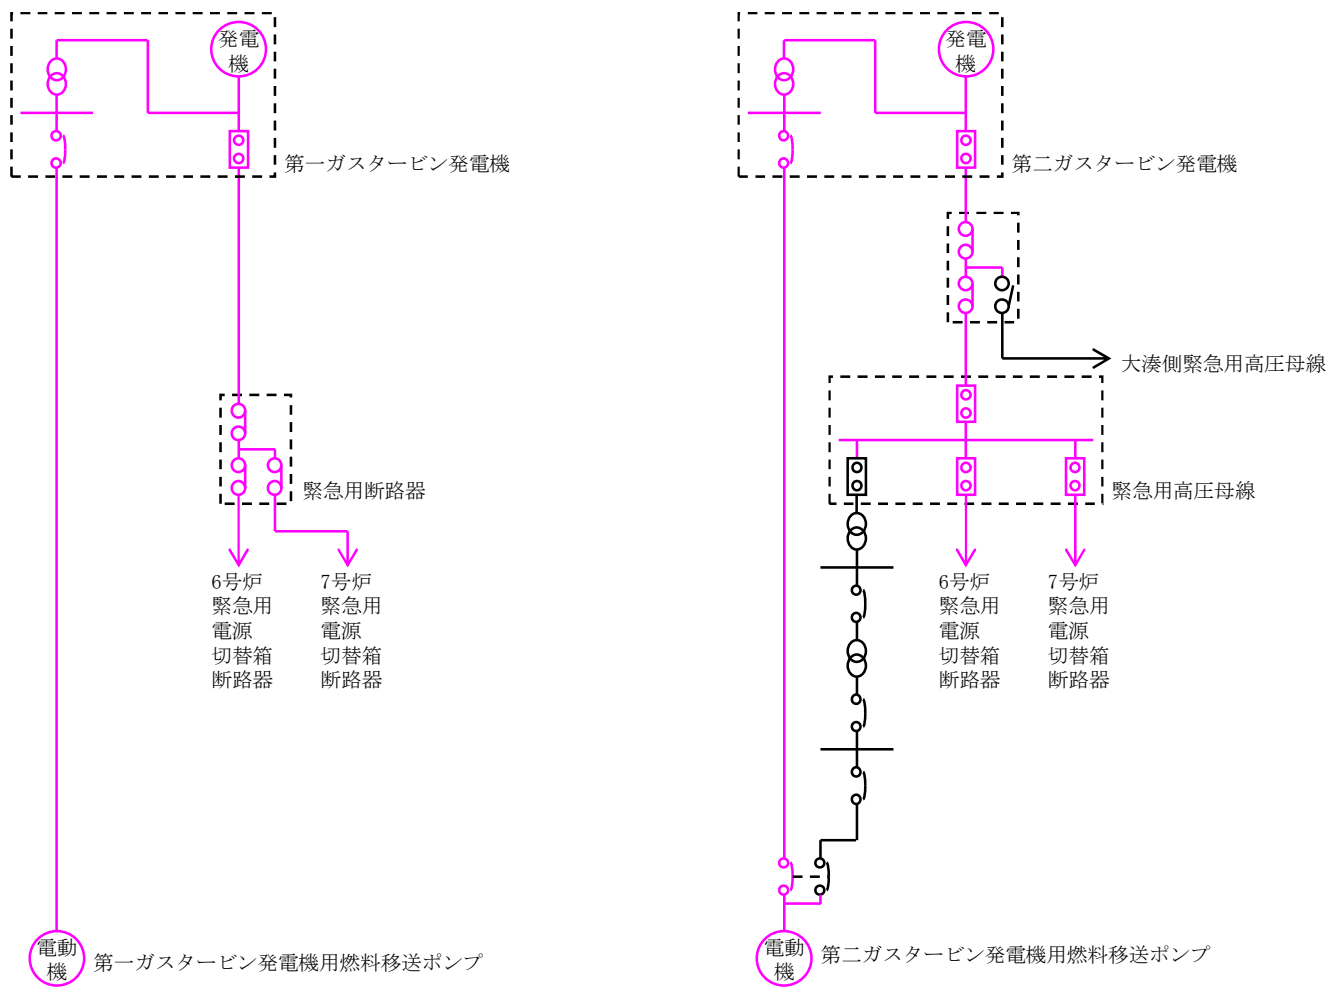 発電
機
第一ガスタービン発電機
発電
機
第二ガスタービン発電機
大湊側緊急用高圧母線
緊急用断路器
緊急用高圧母線
6号炉
緊急用
電源
切替箱
断路器
7号炉
緊急用
電源
切替箱
断路器
6号炉
緊急用
電源
切替箱
断路器
7号炉
緊急用
電源
切替箱
断路器
電動
機
第一ガスタービン発電機用燃料移送ポンプ
電動
機
第二ガスタービン発電機用燃料移送ポンプ